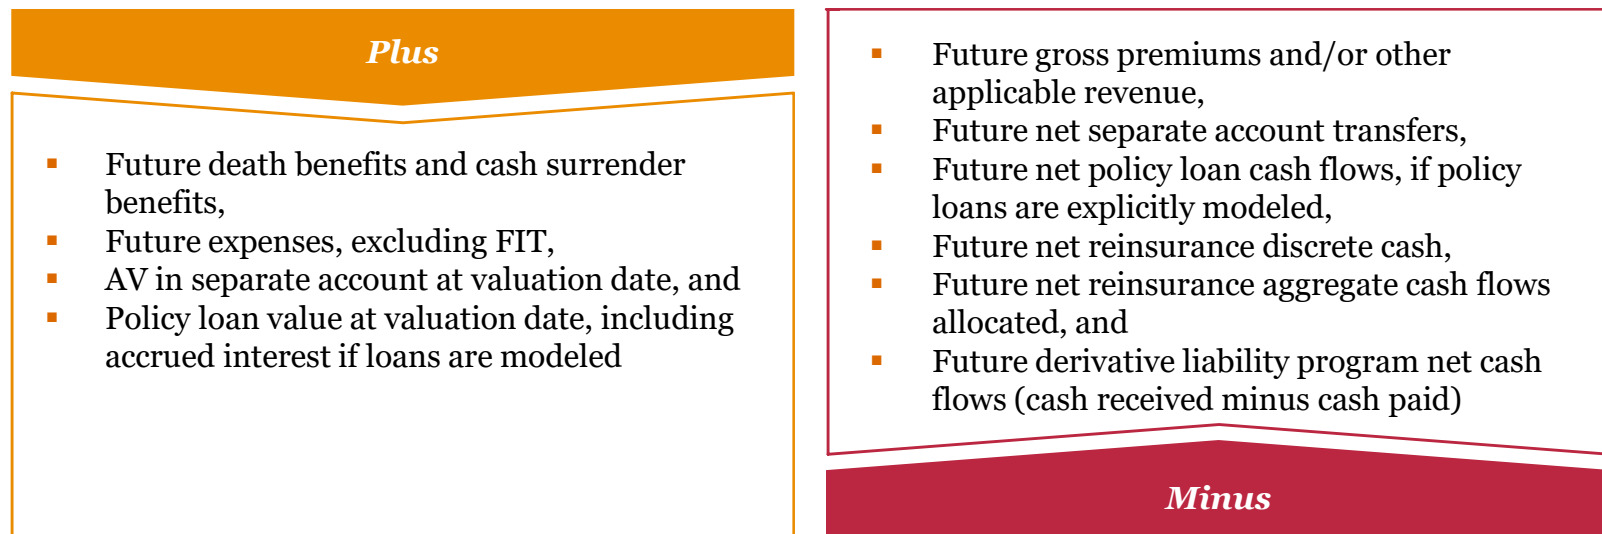 Plus
▪ Future death benefits and cash surrender
benefits,
▪ Future expenses, excluding FIT,
▪ AV in separate account at valuation date, and
▪ Policy loan value at valuation date, including
accrued interest if loans are modeled
▪ Future gross premiums and/or other
applicable revenue,
▪ Future net separate account transfers,
▪ Future net policy loan cash flows, if policy
loans are explicitly modeled,
▪ Future net reinsurance discrete cash,
▪ Future net reinsurance aggregate cash flows
allocated, and
▪ Future derivative liability program net cash
flows (cash received minus cash paid)
Minus